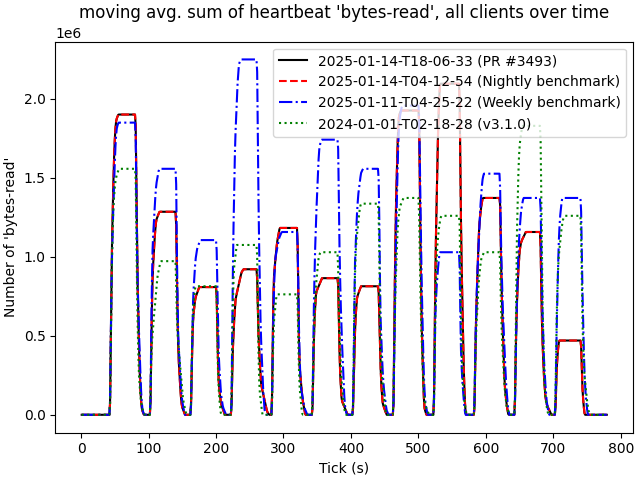 moving avg. sum of heartbeat 'bytes-read', all clients over time
1e6
2025-01-14-T18-06-33 (PR #3493)
2025-01-14-T04-12-54 (Nightly benchmark)
2025-01-11-T04-25-22 (Weekly benchmark)
2024-01-01-T02-18-28 (v3.1.0)
Number of 'bytes-read'
2.0
1.5
1.0
0.5
0.0
0 100 200 300 400 500 600 700 800
Tick (s)